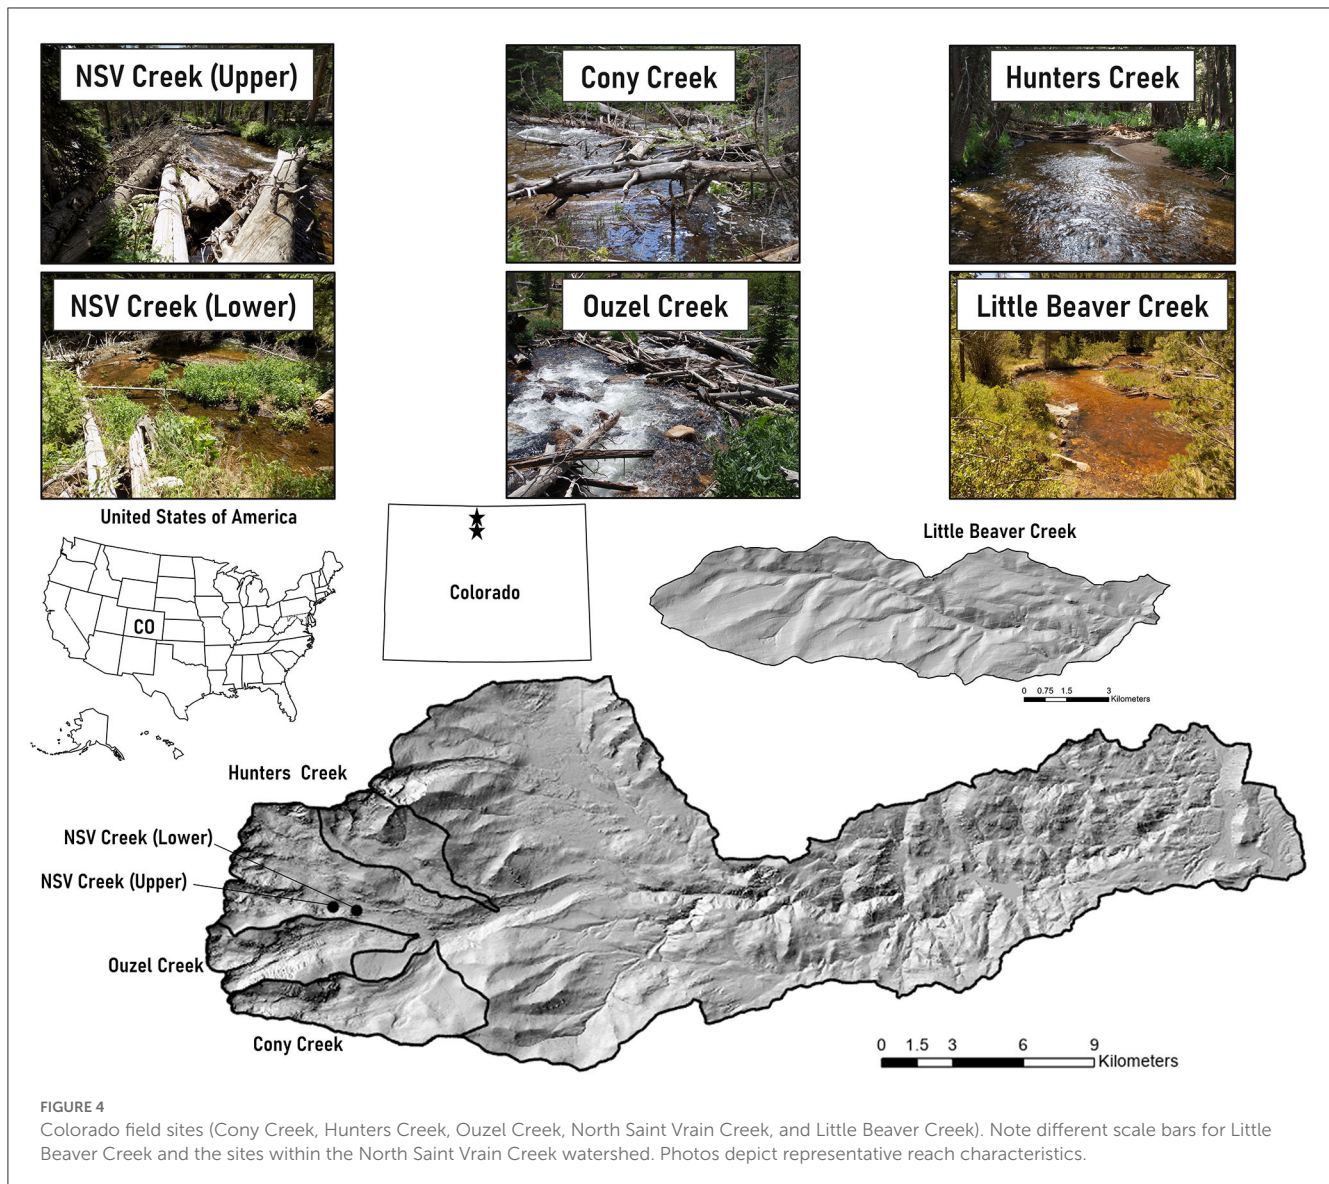 NSV Creek (Upper)
Cony Creek
Hunters Creek
NSV Creek (Lower)
Ouzel Creek
Little Beaver Creek
United States of America
CO
Colorado
Little Beaver Creek
0 0.75 1.5 3
Kilometers
Hunters Creek
NSV Creek (Lower)
NSV Creek (Upper)
Ouzel Creek
Cony Creek
0 1.5 3 6 9
Kilometers
FIGURE 4
Colorado field sites (Cony Creek, Hunters Creek, Ouzel Creek, North Saint Vrain Creek, and Little Beaver Creek). Note different scale bars for Little
Beaver Creek and the sites within the North Saint Vrain Creek watershed. Photos depict representative reach characteristics.